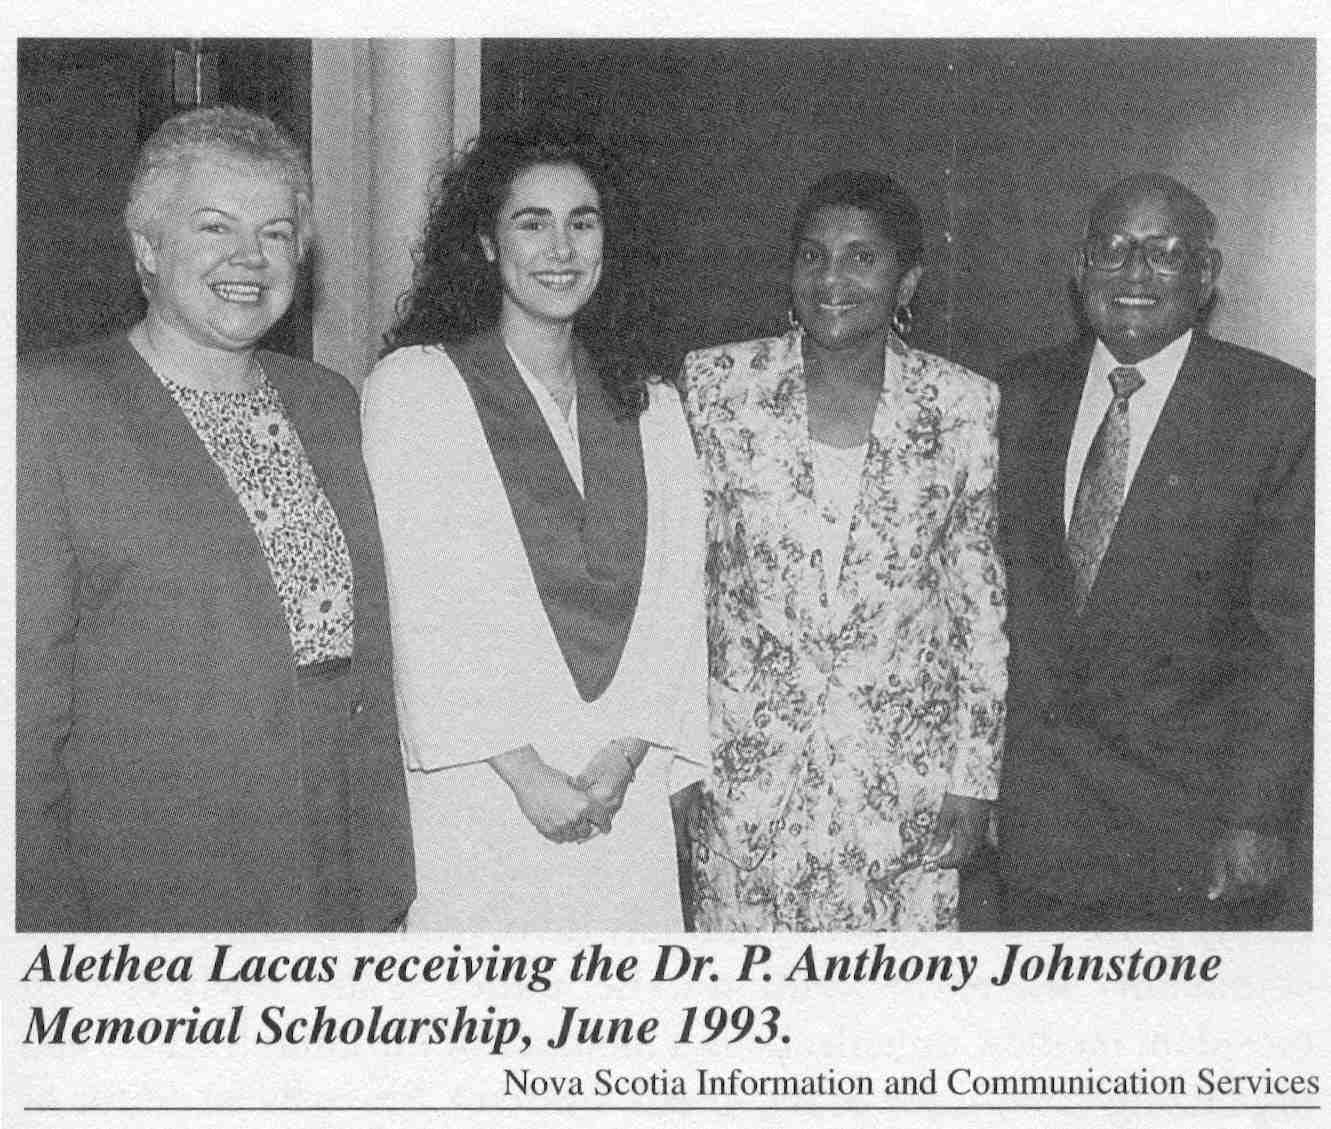 Alethea Lacas receiving the Dr. P. Anthony Johnstone
Memorial Scholarship, June 1993.
Nova Scotia Information and Communication Services